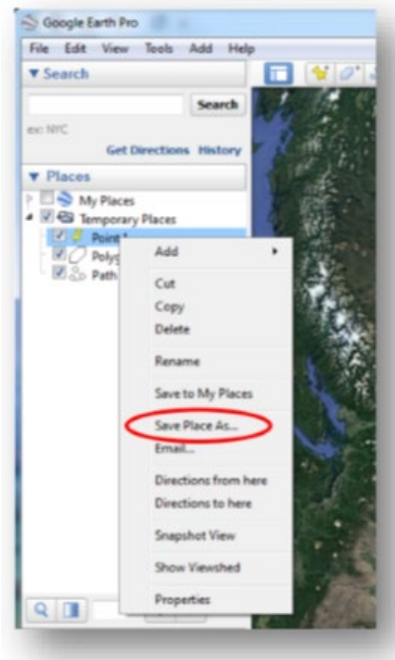 Google Earth Pro
File Edit View Tools Add Help
Search
Search
ex: NYC
Get Directions History
Places
My Places
Temporary Places
Point
Polyg
Path
Add
Cut
Copy
Delete
Rename
Save to My Places
Save Place As...
Email...
Directions from here
Directions to here
Snapshot View
Show Viewshed
Properties